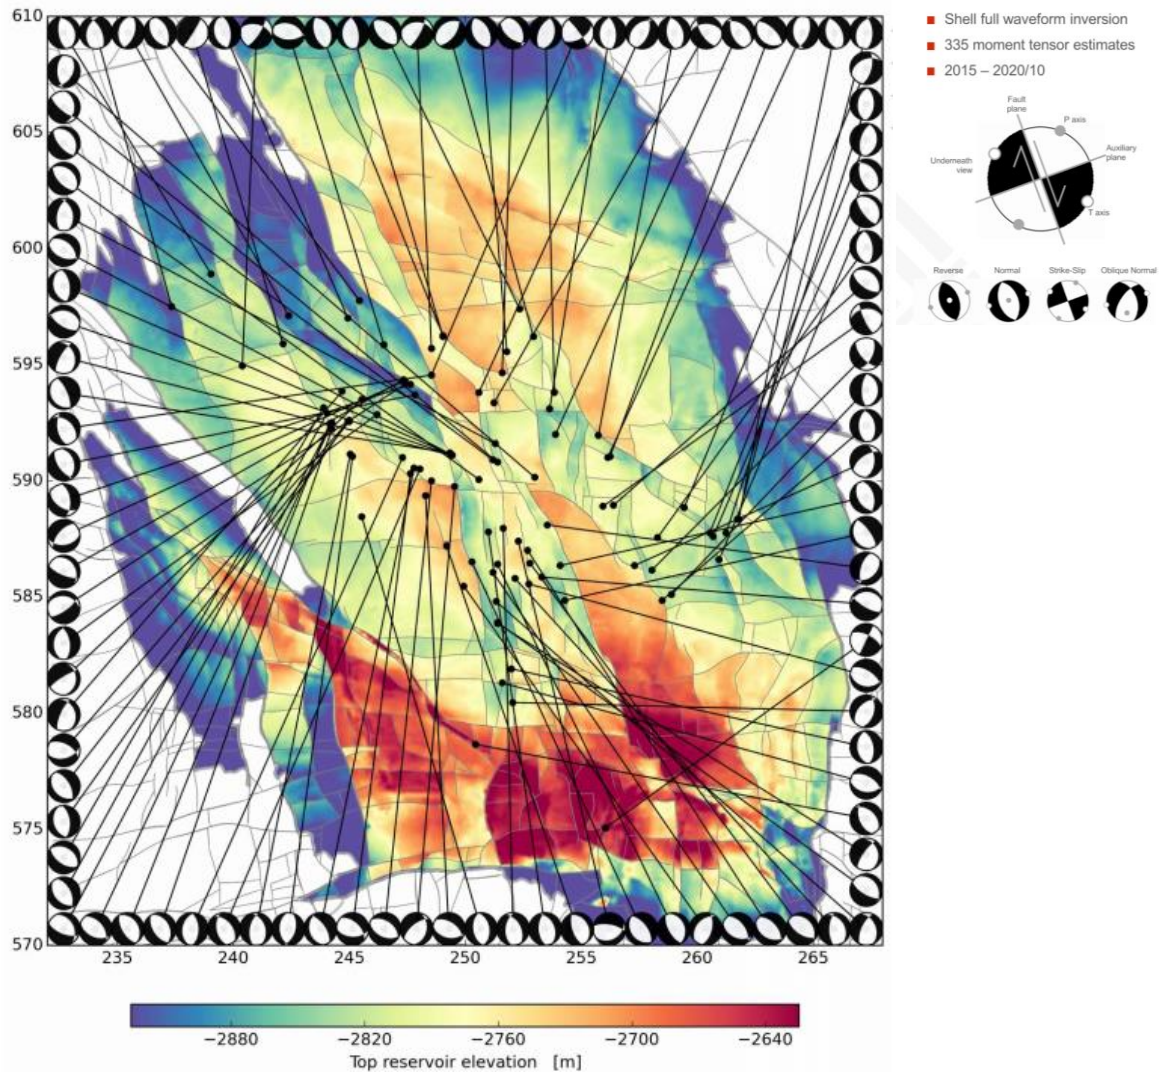 610
605
600
595
590
585
580
575
570
235
240
245
250
255
260
265
−2880
−2820
−2760
−2700
−2640
Top reservoir elevation [m]
Shell full waveform inversion
335 moment tensor estimates
2015 – 2020/10
Fault
plane
P axis
Auxiliary
plane
Underneath
view
T axis
Reverse
Normal
Strike-Slip
Oblique Normal